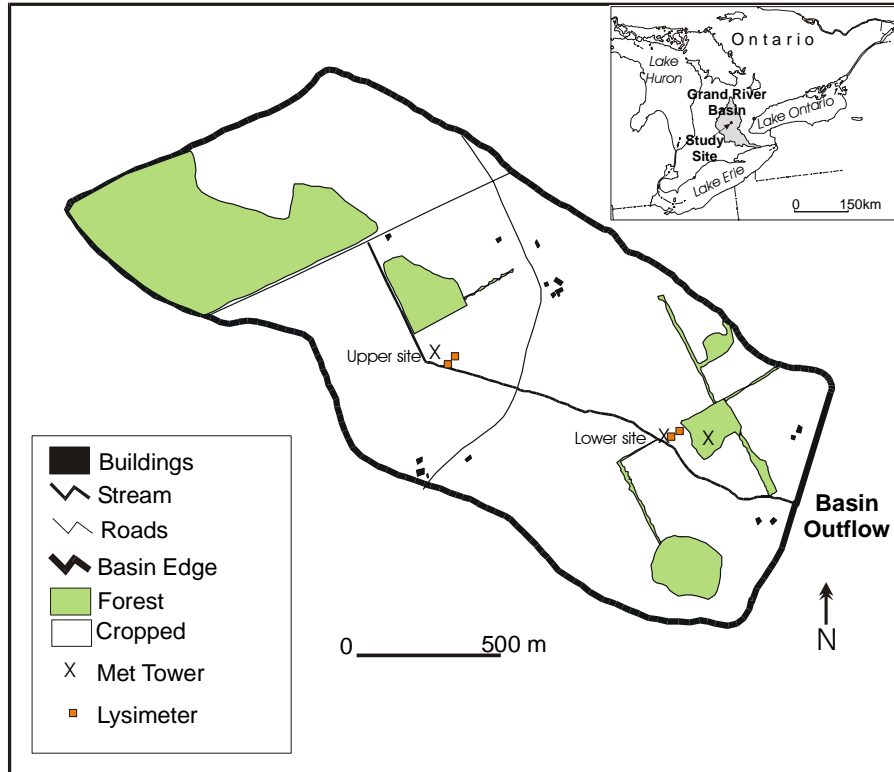 Ontario
Lake
Huron
Grand River
Basin
Lake Ontario
Study
Site
Lake Erie
0 150km
Upper site X
Lower site X X
Buildings
Stream
Roads
Basin Edge
Forest
Cropped
X Met Tower
Lysimeter
0 500 m
Basin
Outflow
N